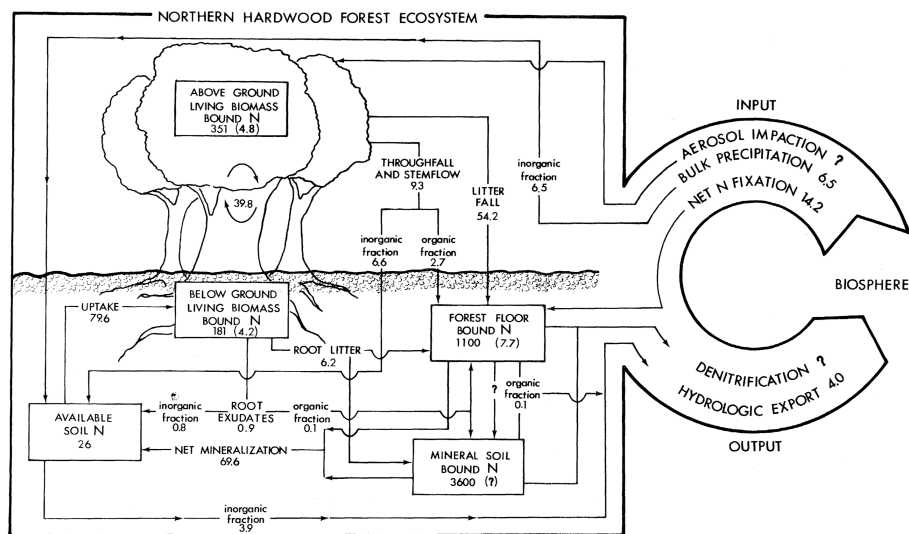 NORTHERN HARDWOOD FOREST ECOSYSTEM
ABOVE GROUND
LIVING BIOMASS
BOUND N
351 (4.8)
39.8
THROUGHFALL
AND STEMFLOW
9.3
LITTER
FALL
54.2
inorganic
fraction
6.5
inorganic
fraction
6.6
organic
fraction
2.7
INPUT
AEROSOL IMPACTION ?
BULK PRECIPITATION 6.5
NET N FIXATION 14.2
BIOSPHERE
UPTAKE
79.6
BELOW GROUND
LIVING BIOMASS
BOUND N
181 (4.2)
ROOT LITTER
6.2
FOREST FLOOR
BOUND N
1100 (7.7)
DENITRIFICATION ?
HYDROLOGIC EXPORT 4.0
OUTPUT
AVAILABLE
SOIL N
26
inorganic
fraction
0.8
ROOT
EXUDATES
0.9
organic
fraction
0.1
?
organic
fraction
0.1
NET MINERALIZATION
69.6
MINERAL SOIL
BOUND N
3600 (?)
inorganic
fraction
3.9